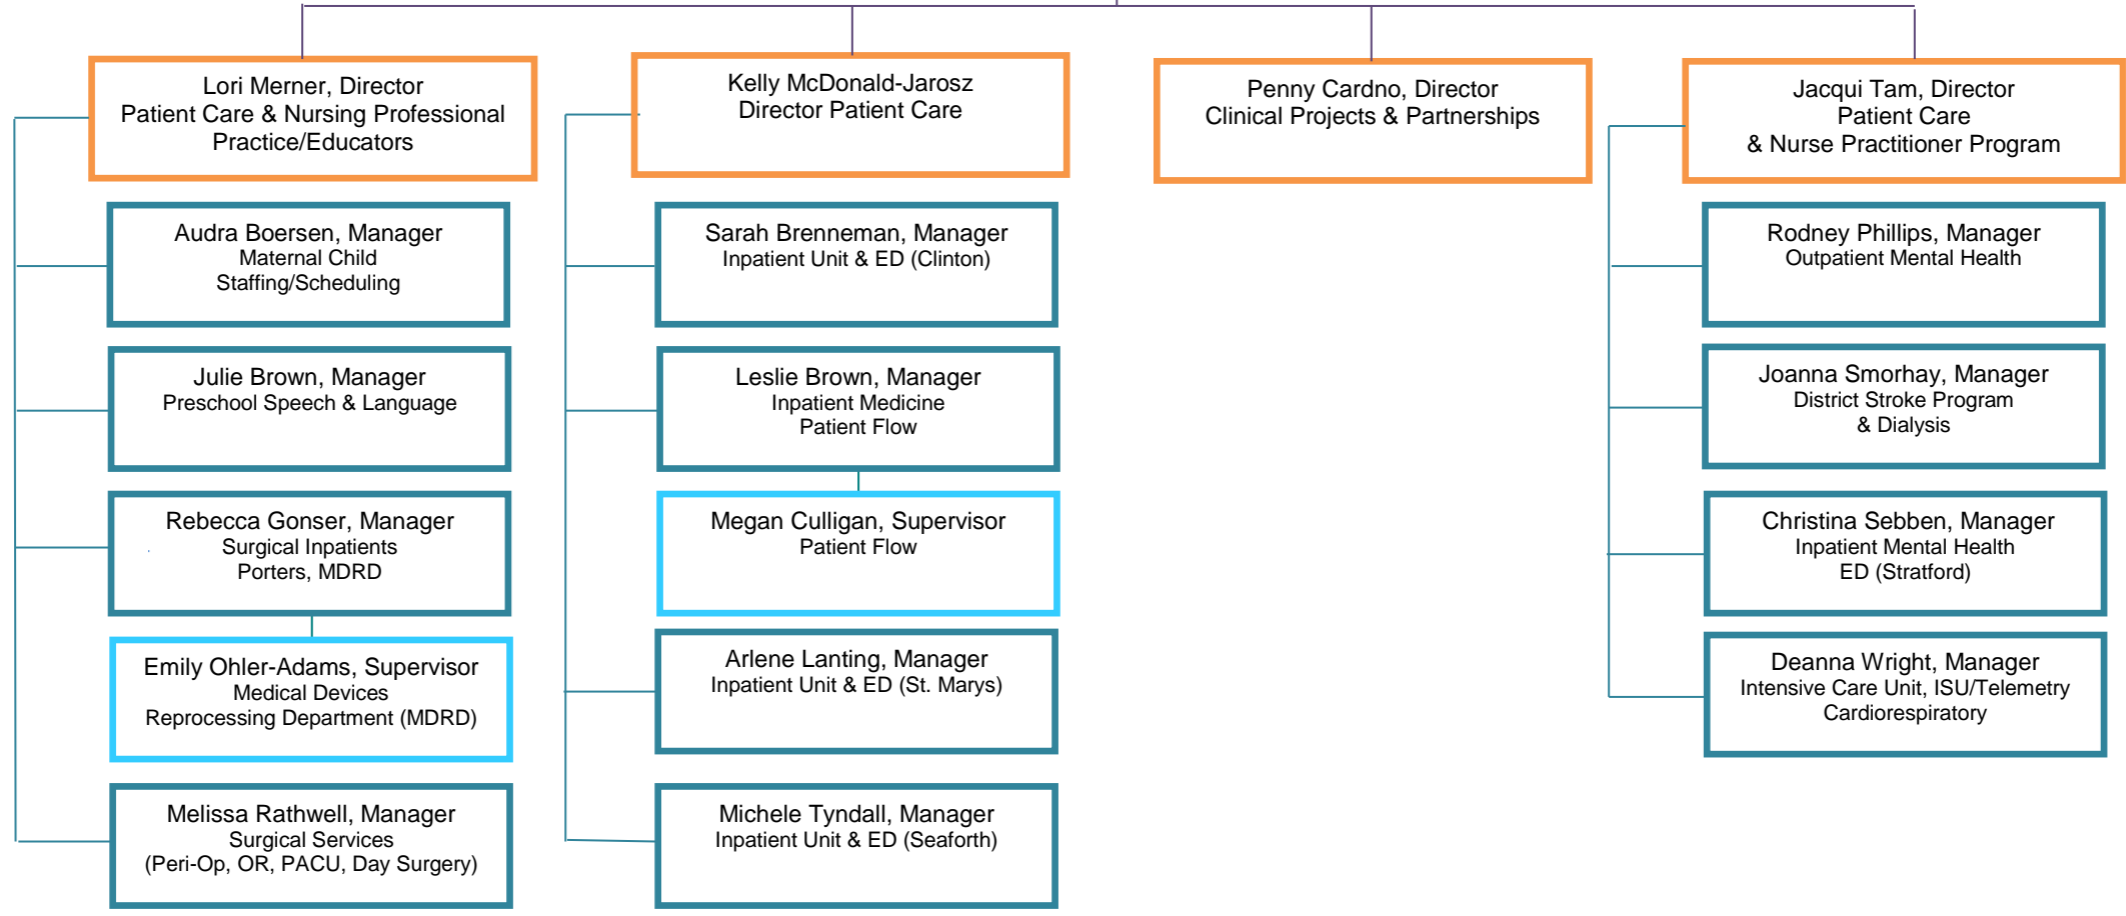 Lori Merner, Director
Patient Care & Nursing Professional
Practice/Educators
Audra Boersen, Manager
Maternal Child
Staffing/Scheduling
Julie Brown, Manager
Preschool Speech & Language
Rebecca Gonser, Manager
Surgical Inpatients
Porters, MDRD
Emily Ohler-Adams, Supervisor
Medical Devices
Reprocessing Department (MDRD)
Melissa Rathwell, Manager
Surgical Services
(Peri-Op, OR, PACU, Day Surgery)
Kelly McDonald-Jarosz
Director Patient Care
Sarah Brenneman, Manager
Inpatient Unit & ED (Clinton)
Leslie Brown, Manager
Inpatient Medicine
Patient Flow
Megan Culligan, Supervisor
Patient Flow
Arlene Lanting, Manager
Inpatient Unit & ED (St. Marys)
Michele Tyndall, Manager
Inpatient Unit & ED (Seaforth)
Penny Cardno, Director
Clinical Projects & Partnerships
Jacqui Tam, Director
Patient Care
& Nurse Practitioner Program
Rodney Phillips, Manager
Outpatient Mental Health
Joanna Smorhay, Manager
District Stroke Program
& Dialysis
Christina Sebben, Manager
Inpatient Mental Health
ED (Stratford)
Deanna Wright, Manager
Intensive Care Unit, ISU/Telemetry
Cardiorespiratory